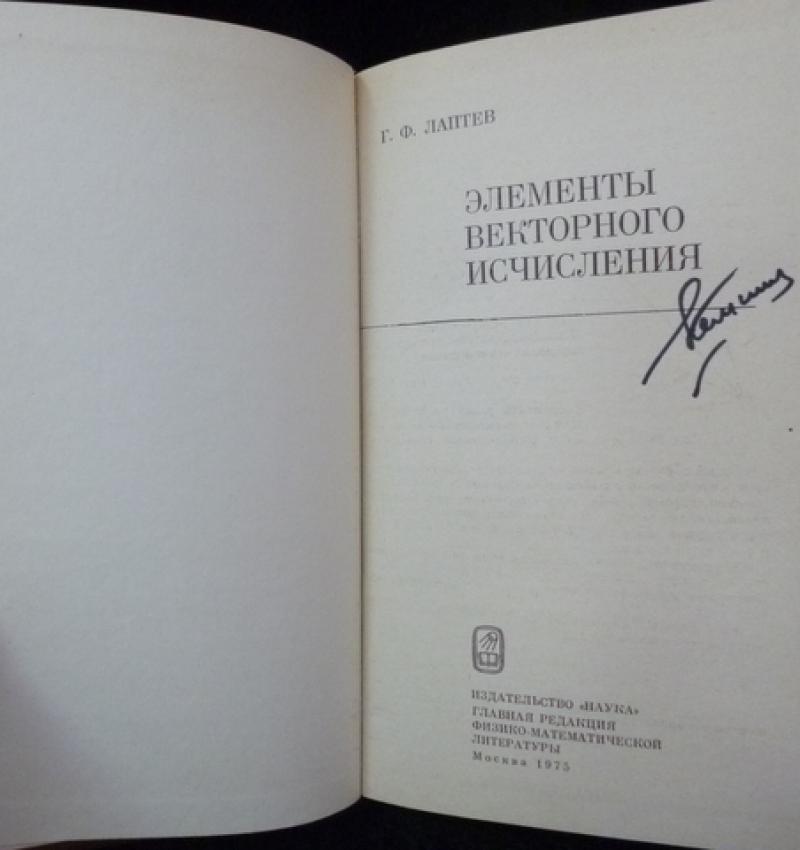 Г. Ф. ЛАПТЕВ
ЭЛЕМЕНТЫ
ВЕКТОРНОГО
ИСЧИСЛЕНИЯ
ИЗДАТЕЛЬСТВО «НАУКА»
ГЛАВНАЯ РЕДАКЦИЯ
ФИЗИКО-МАТЕМАТИЧЕСКОЙ
ЛИТЕРАТУРЫ
Москва 1975